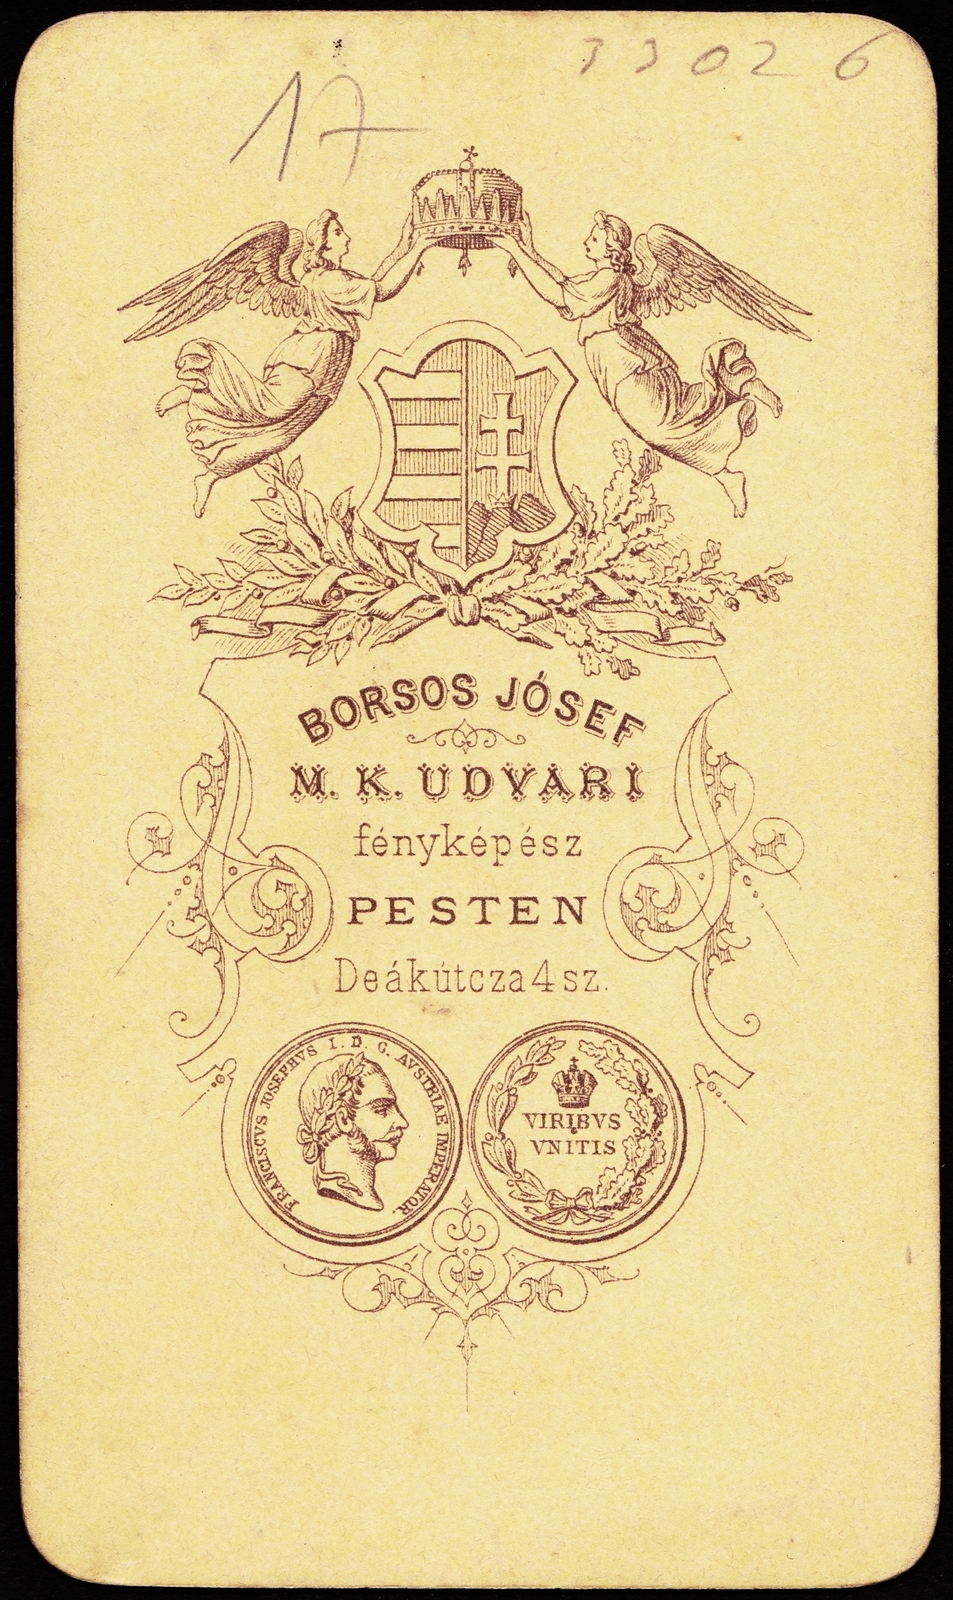 33026
17
BORSOS JÓSEF
M. K. UDVARI
fényképész
PESTEN
Deákútcza 4 sz.
FRANCISCVS JOSEPHVS I. D. G. AVSTRIAE IMPERATOR
VIRIBVS
VNITIS